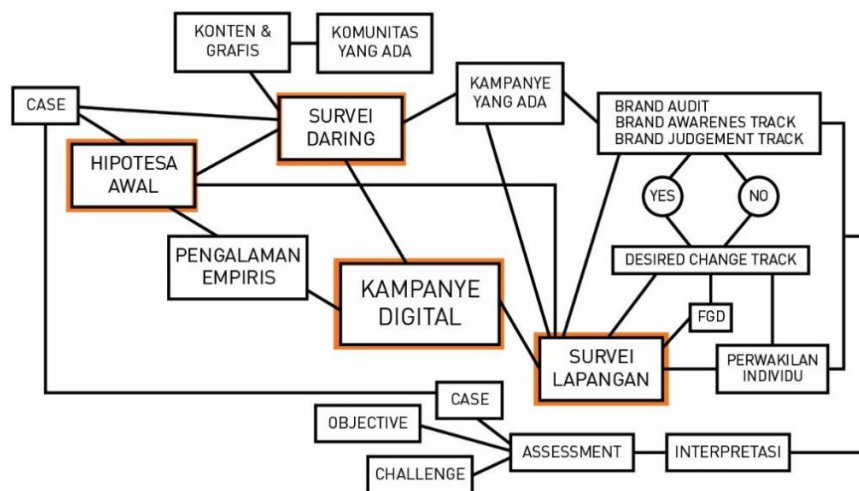 KONTEN &
GRAFIS
KOMUNITAS
YANG ADA
CASE
SURVEI
DARING
KAMPANYE
YANG ADA
BRAND AUDIT
BRAND AWARENES TRACK
BRAND JUDGEMENT TRACK
HIPOTESA
AWAL
YES
NO
PENGALAMAN
EMPIRIS
DESIRED CHANGE TRACK
KAMPANYE
DIGITAL
FGD
SURVEI
LAPANGAN
PERWAKILAN
INDIVIDU
CASE
OBJECTIVE
ASSESSMENT
INTERPRETASI
CHALLENGE